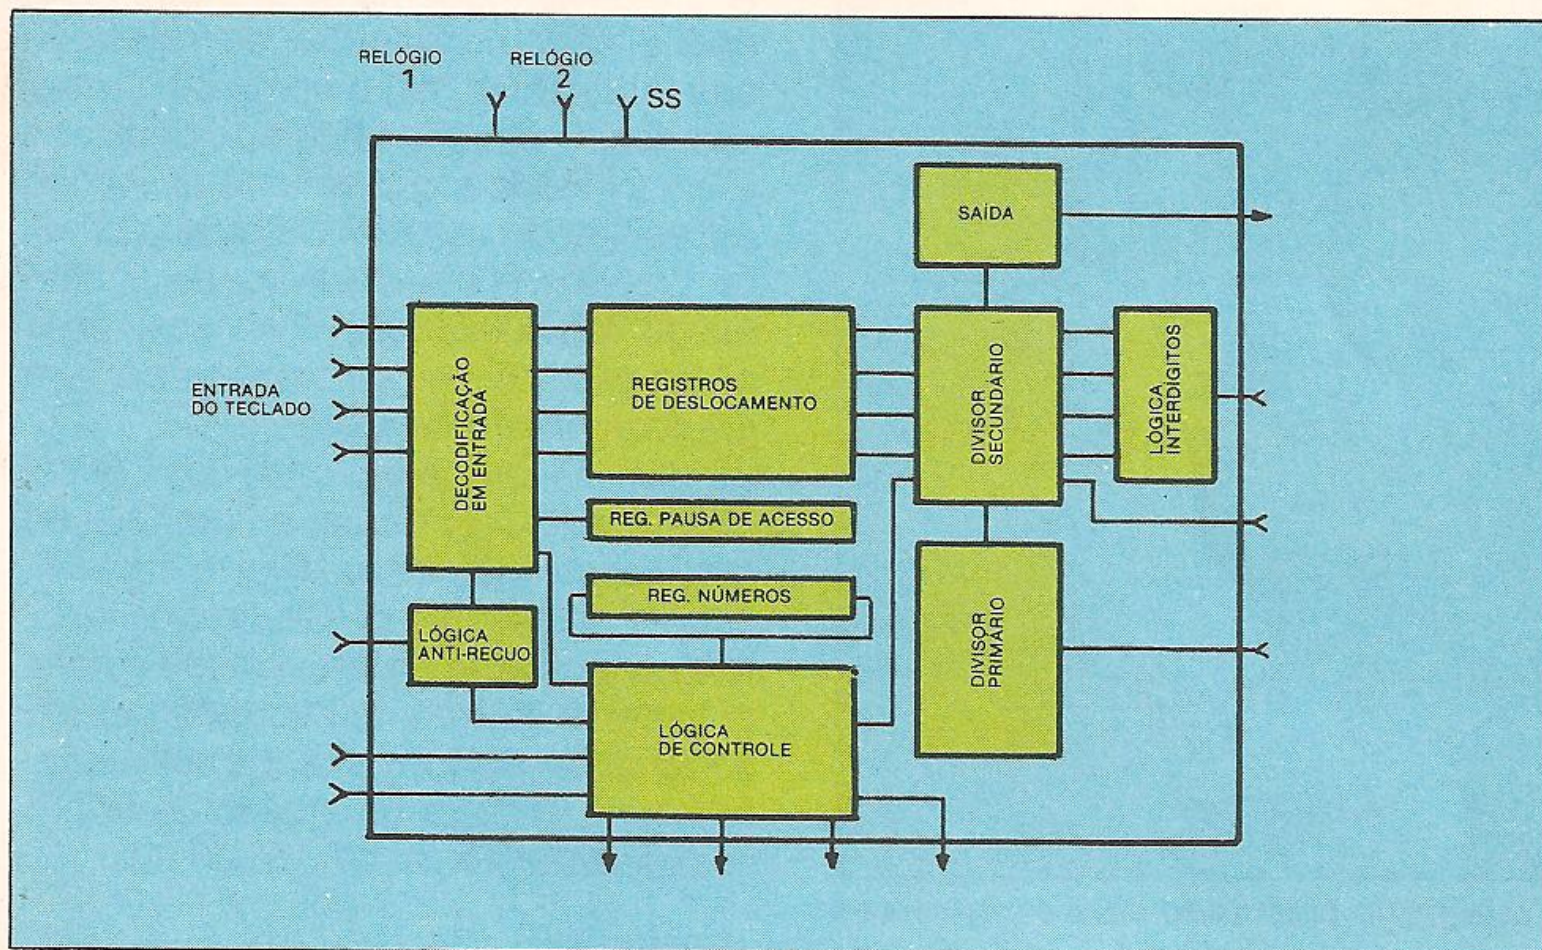 RELÓGIO
1
RELÓGIO
2
SS
SAÍDA
ENTRADA
DO TECLADO
DECODIFICAÇÃO
EM ENTRADA
REGISTROS
DE DESLOCAMENTO
DIVISOR
SECUNDÁRIO
LÓGICA
INTERDIGITOS
REG. PAUSA DE ACESSO
REG. NÚMEROS
LÓGICA
ANTI-RECUO
DIVISOR
PRIMÁRIO
LÓGICA
DE CONTROLE